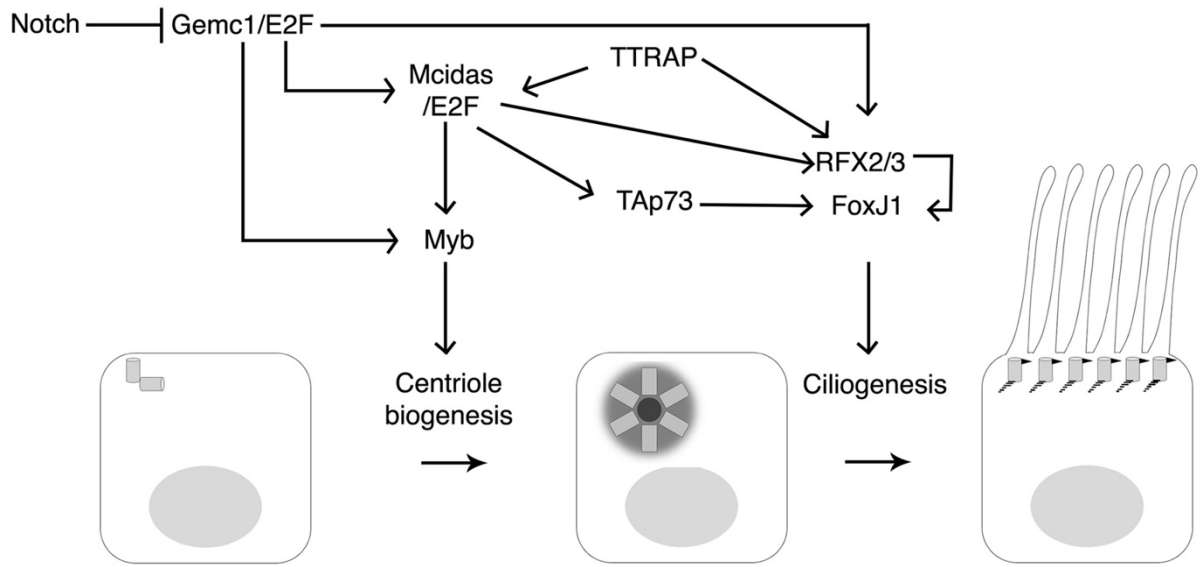 Notch
Gemc1/E2F
TTRAP
Mcidas
/E2F
RFX2/3
TAp73
FoxJ1
Myb
Centriole
biogenesis
Ciliogenesis